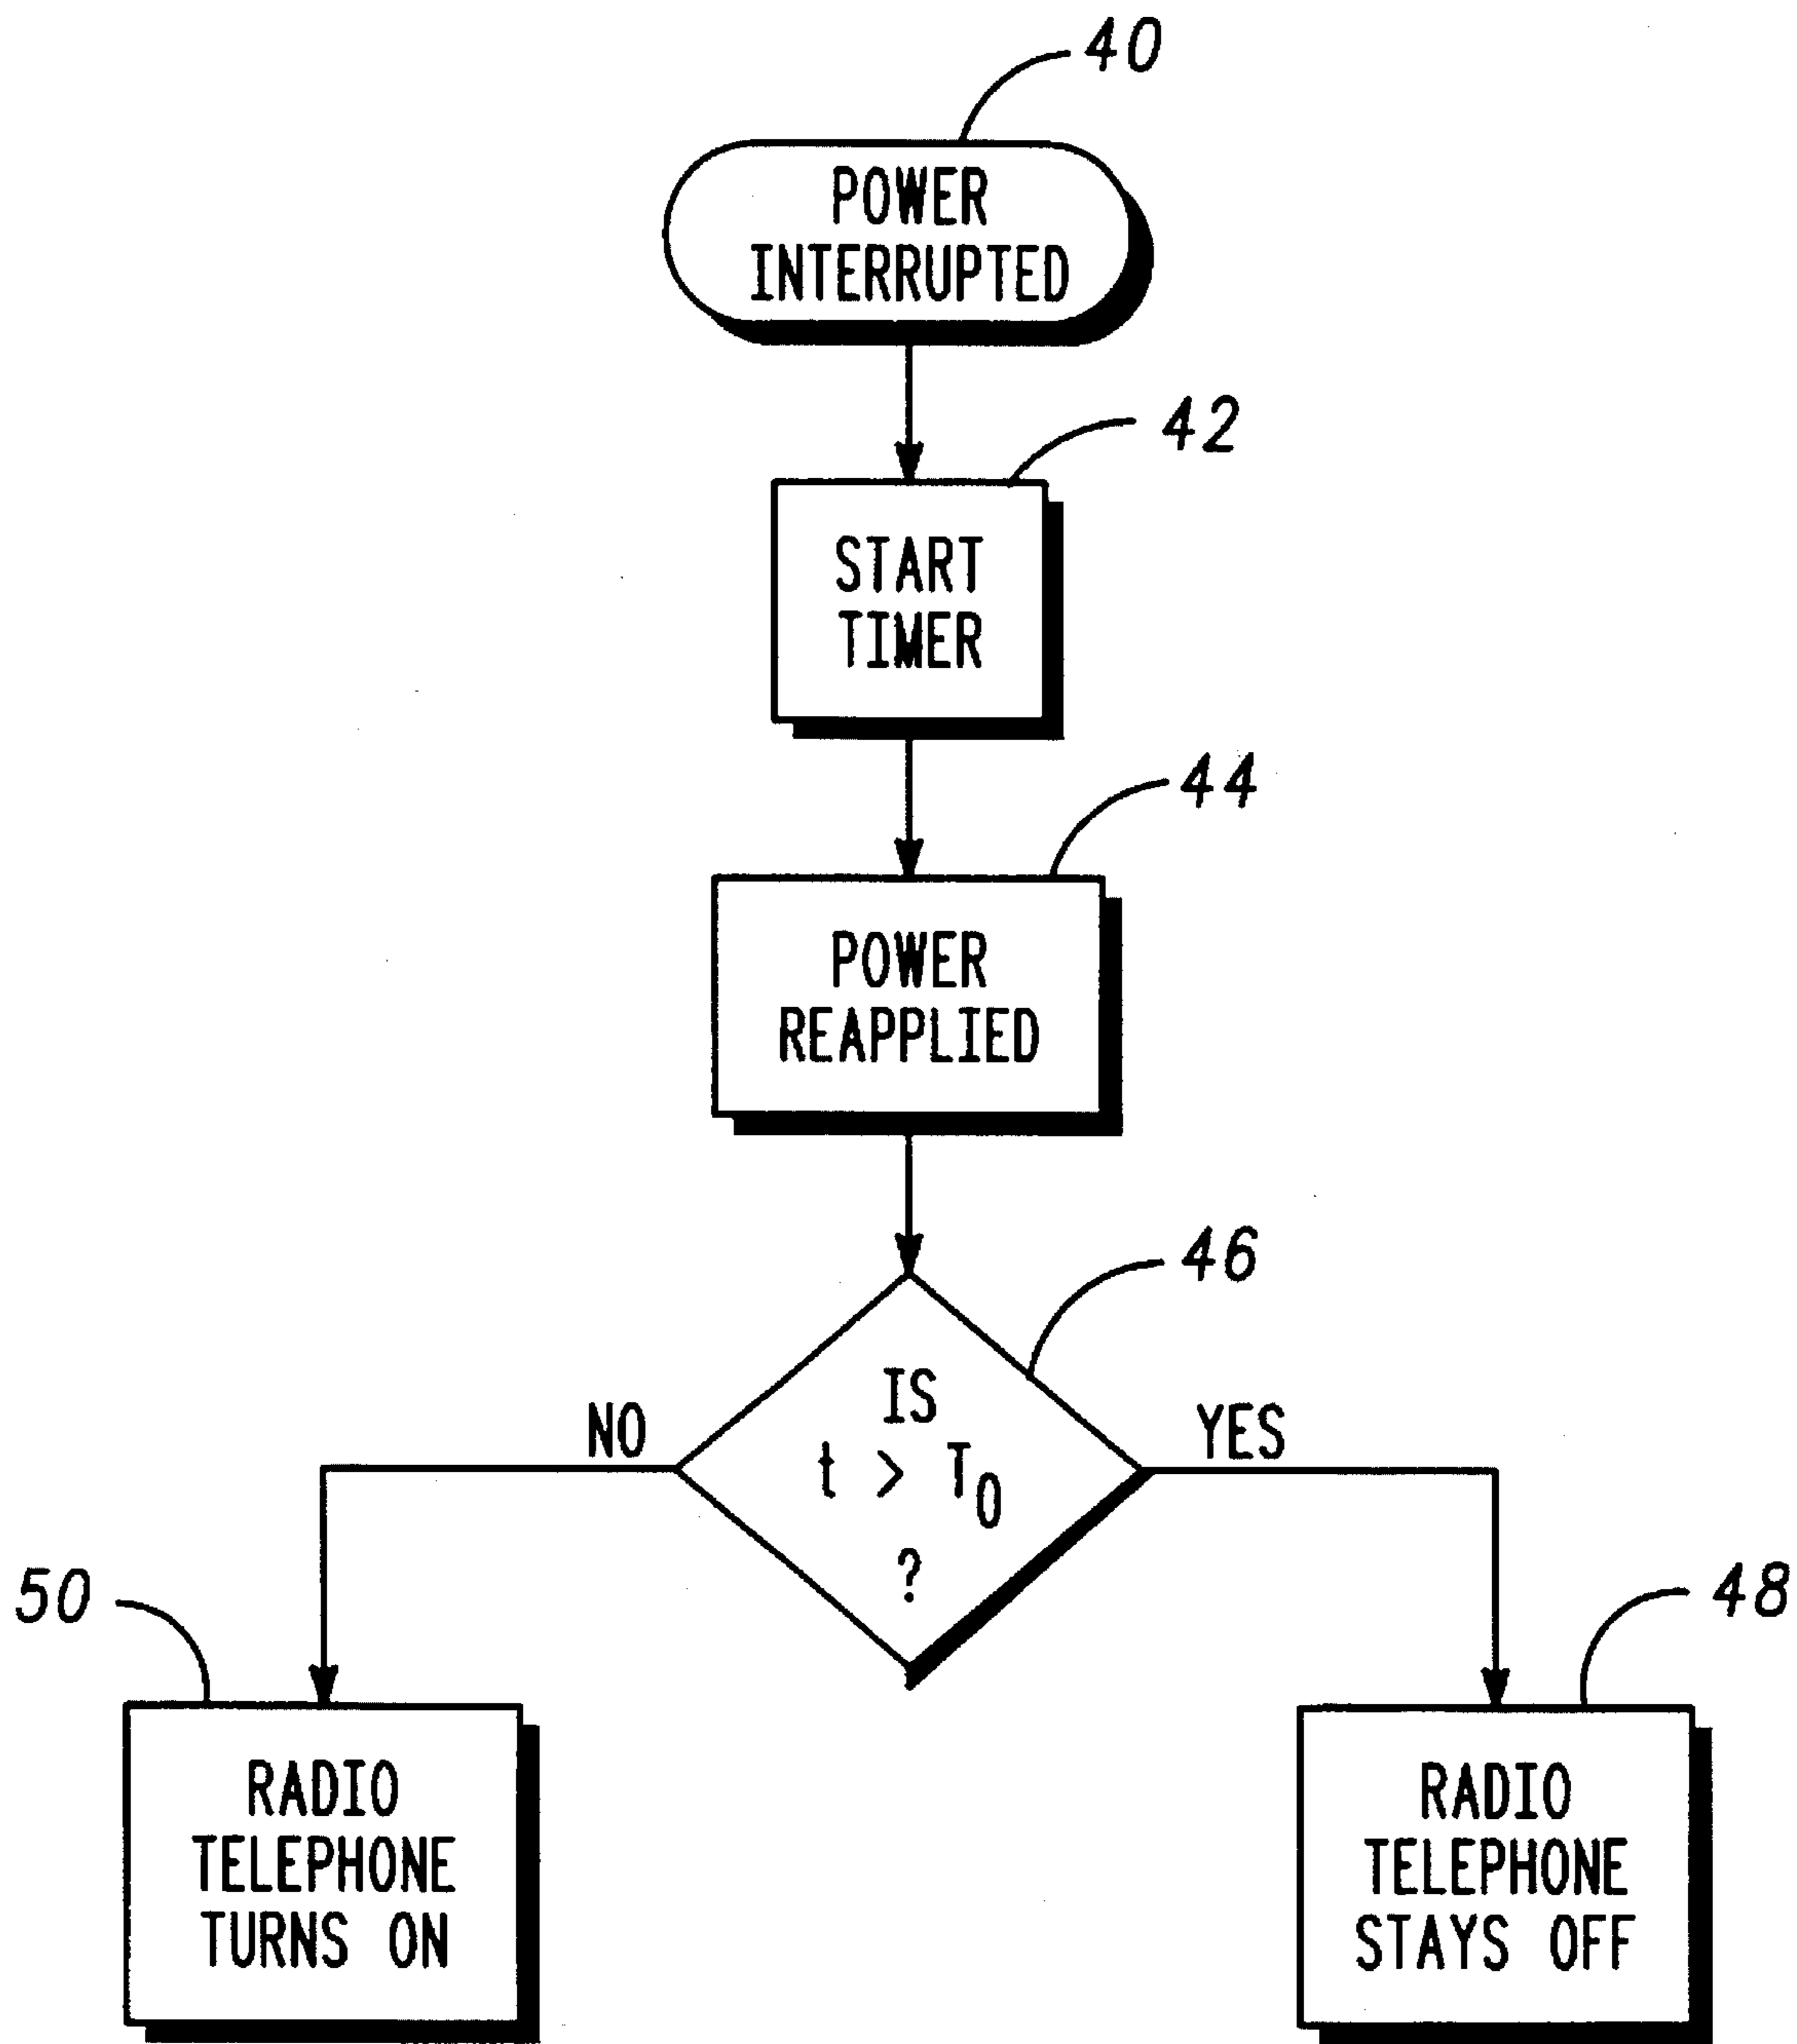 40
POWER
INTERRUPTED
42
START
TIMER
44
POWER
REAPPLIED
46
IS
t > T₀
?
NO
YES
50
48
RADIO
TELEPHONE
TURNS ON
RADIO
TELEPHONE
STAYS OFF